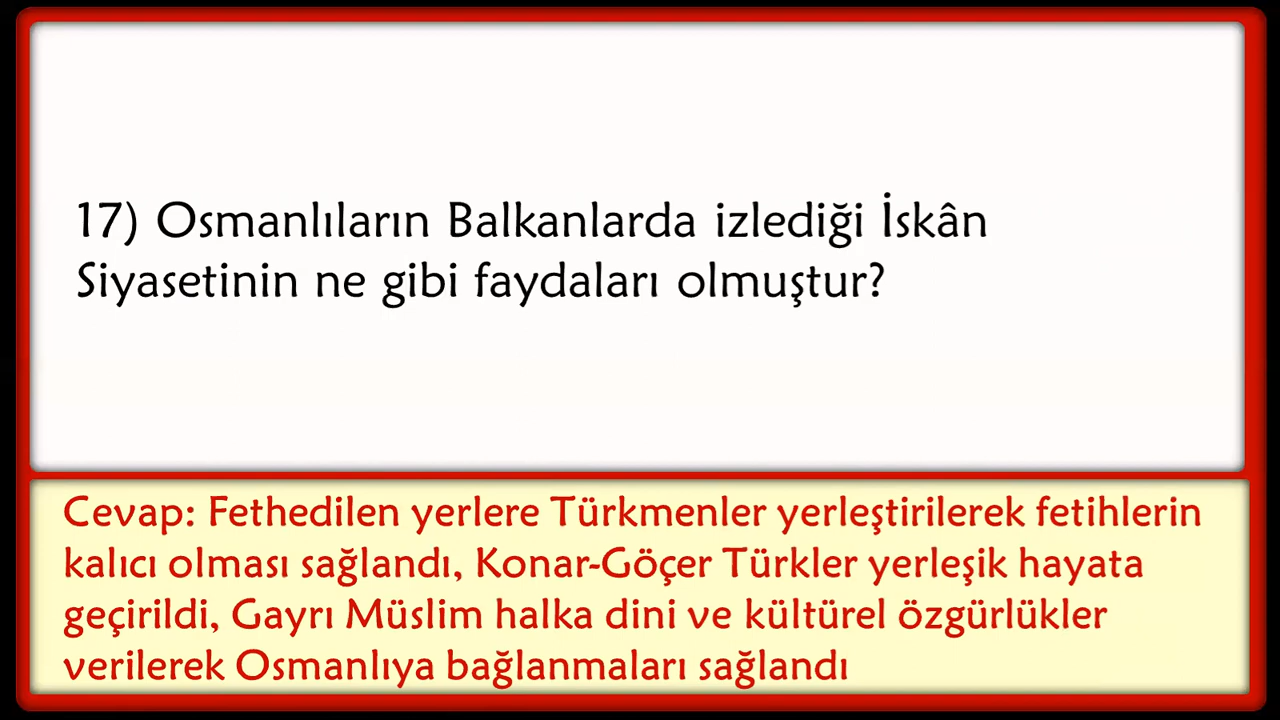 17) Osmanlıların Balkanlarda izlediği İskân
Siyasetinin ne gibi faydaları olmuştur?
Cevap: Fethedilen yerlere Türkmenler yerleştirilerek fetihlerin
kalıcı olması sağlandı, Konar-Göçer Türkler yerleşik hayata
geçirildi, Gayrı Müslim halka dini ve kültürel özgürlükler
verilerek Osmanlıya bağlanmaları sağlandı